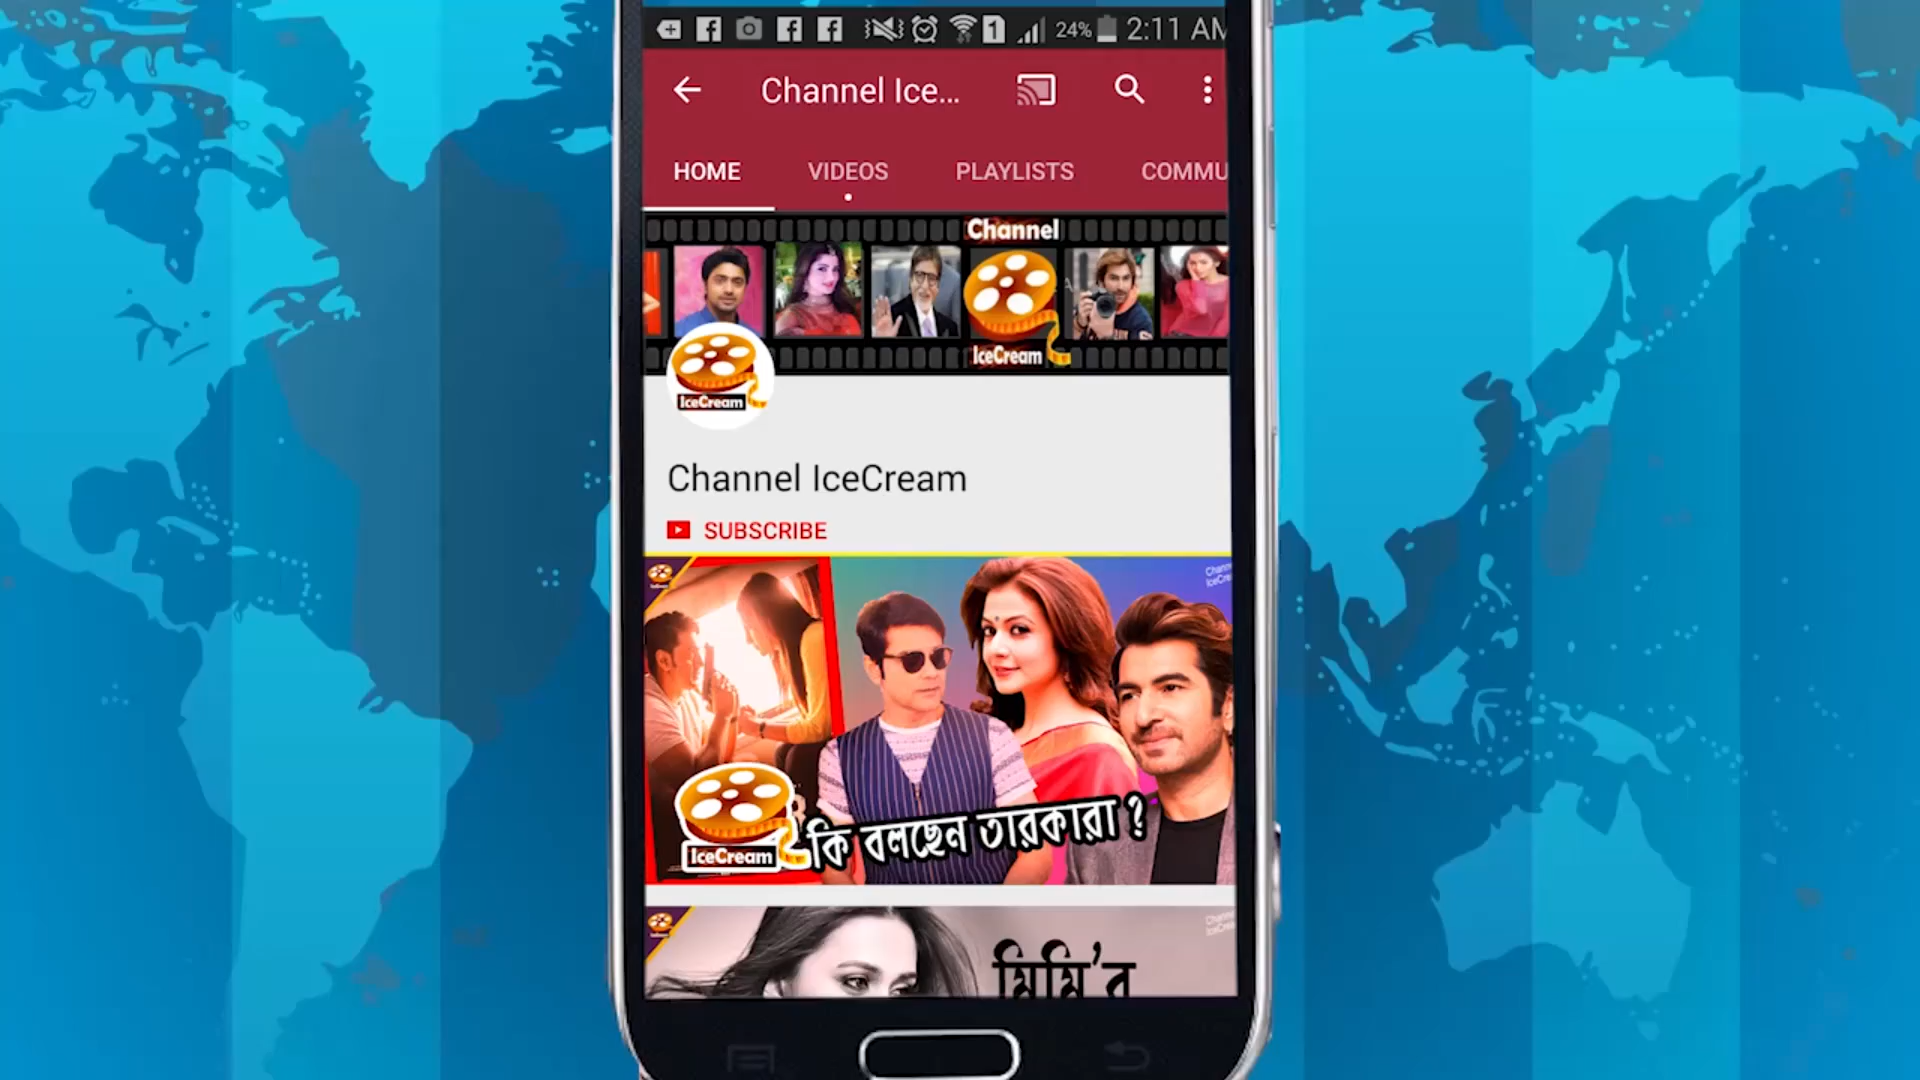 24% 2:11 AM
Channel Ice...
HOME VIDEOS PLAYLISTS COMMU
Channel
IceCream
IceCream
Channel IceCream
SUBSCRIBE
কি বলছেন তারকারা ?
IceCream
মিমি'র